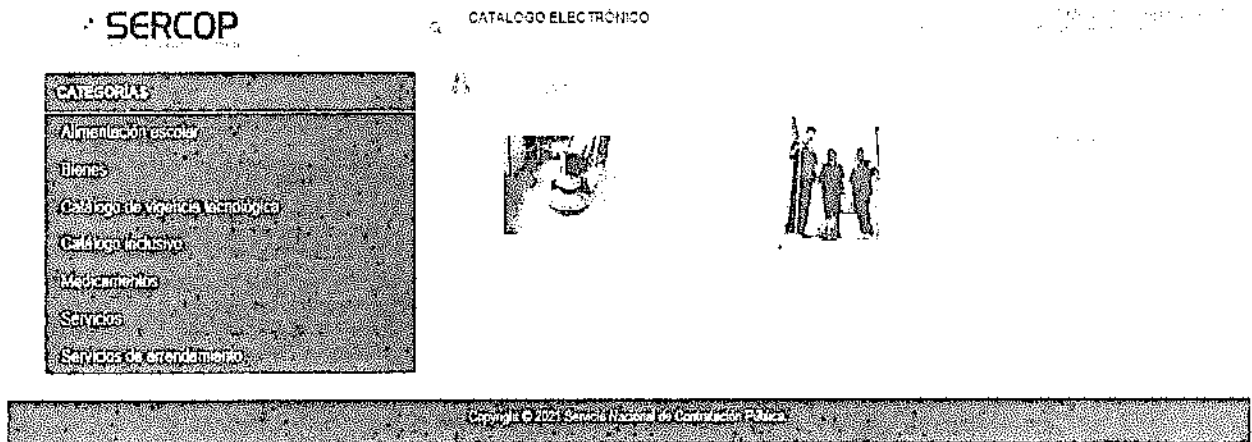 SERCOP
CATÁLOGO ELECTRÓNICO
CATEGORÍAS
Alimentación escolar
Bienes
Catálogo de vigencia tecnológica
Catálogo inclusivo
Medicamentos
Servicios
Servicios de arrendamiento
Copyright © 2021 Servicio Nacional de Contratación Pública